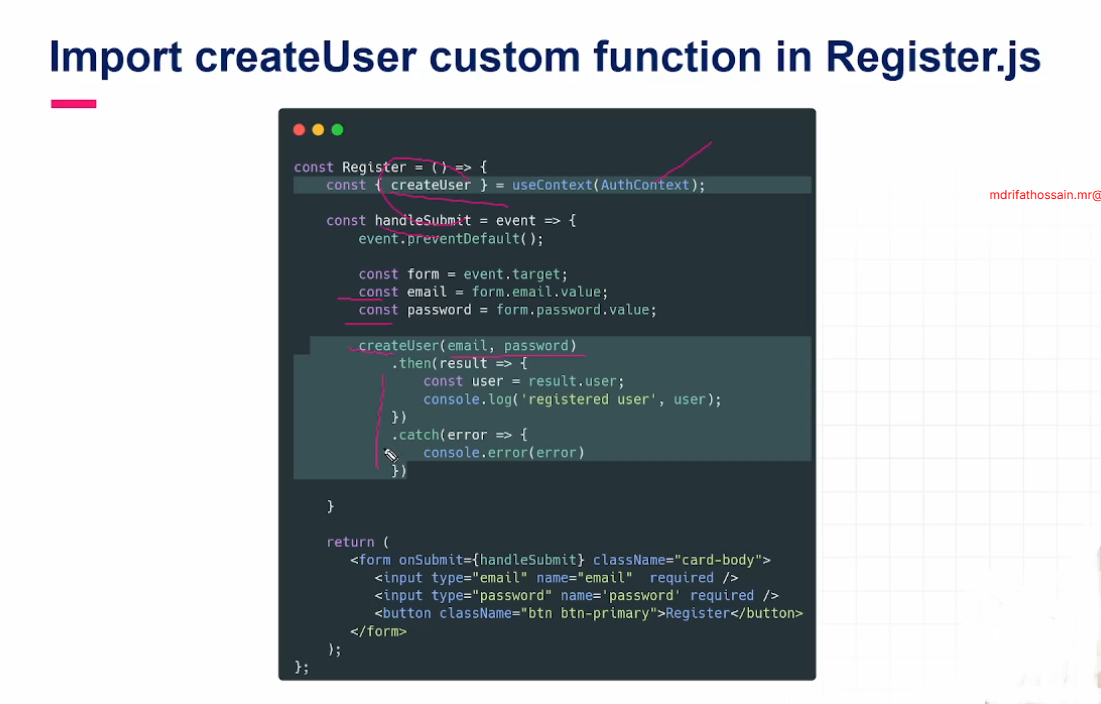 Import createUser custom function in Register.js
mdrifathossain.mr@
const Register = () => {
const { createUser } = useContext(AuthContext);
const handleSubmit = event => {
event.preventDefault();
const form = event.target;
const email = form.email.value;
const password = form.password.value;
createUser(email, password)
.then(result => {
const user = result.user;
console.log('registered user', user);
})
.catch(error => {
console.error(error)
})
}
return (
<form onSubmit={handleSubmit} className="card-body">
<input type="email" name="email"  required />
<input type="password" name='password' required />
<button className="btn btn-primary">Register</button>
</form>
);
};